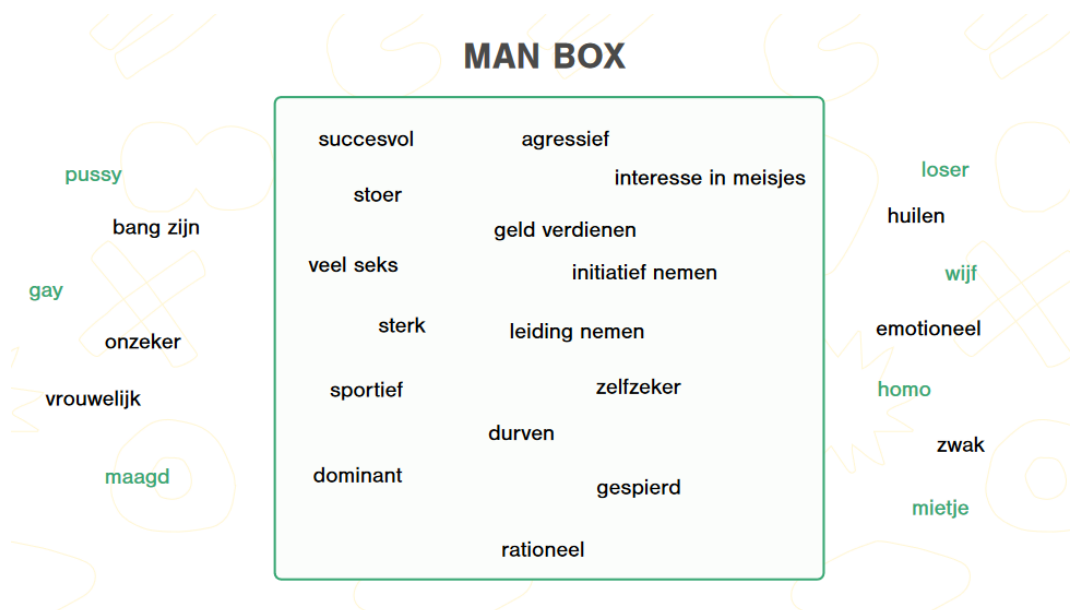 MAN BOX
pussy
bang zijn
gay
onzeker
vrouwelijk
maagd
succesvol
agressief
interesse in meisjes
stoer
geld verdienen
veel seks
initiatief nemen
sterk
leiding nemen
sportief
zelfzeker
durven
dominant
gespierd
rationeel
loser
huilen
wijf
emotioneel
homo
zwak
mietje